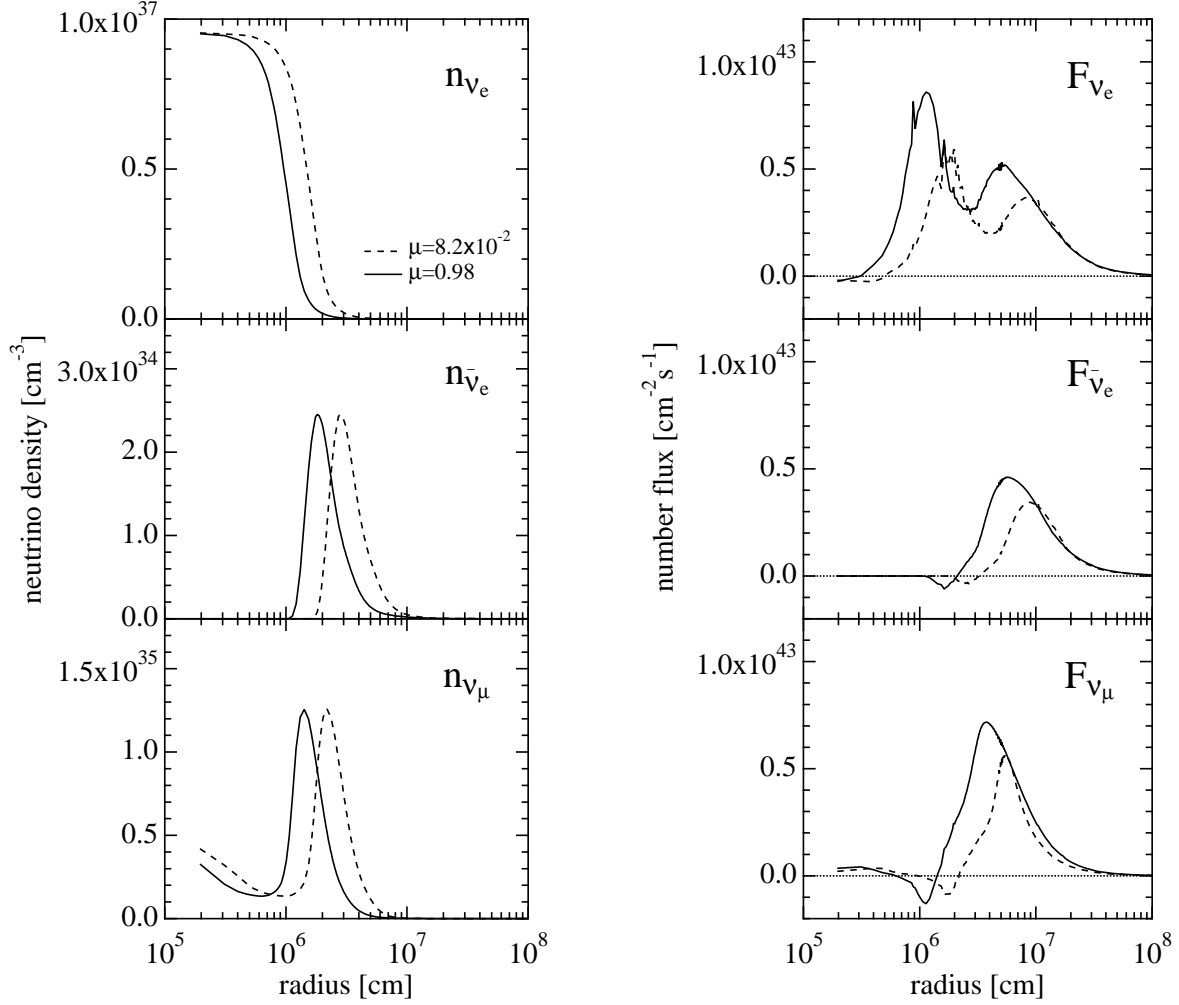 1.0x10^37
0.5
0.0
n_νe
μ=8.2x10^-2
μ=0.98
3.0x10^34
2.0
1.0
0.0
n_ν̄e
1.5x10^35
1.0
0.5
0.0
n_νμ
10^5 10^6 10^7 10^8
radius [cm]
neutrino density [cm^-3]
1.0x10^43
0.5
0.0
F_νe
1.0x10^43
0.5
0.0
F_ν̄e
1.0x10^43
0.5
0.0
F_νμ
10^5 10^6 10^7 10^8
radius [cm]
number flux [cm^-2 s^-1]